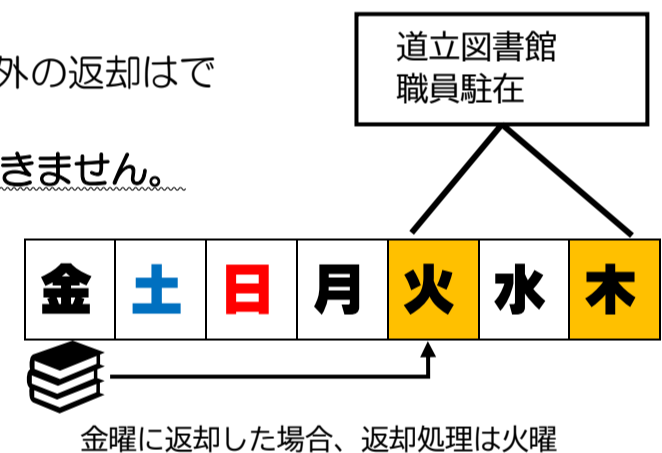 外の返却はで
きません。
道立図書館
職員駐在
金 土 日 月 火 水 木
金曜に返却した場合、返却処理は火曜